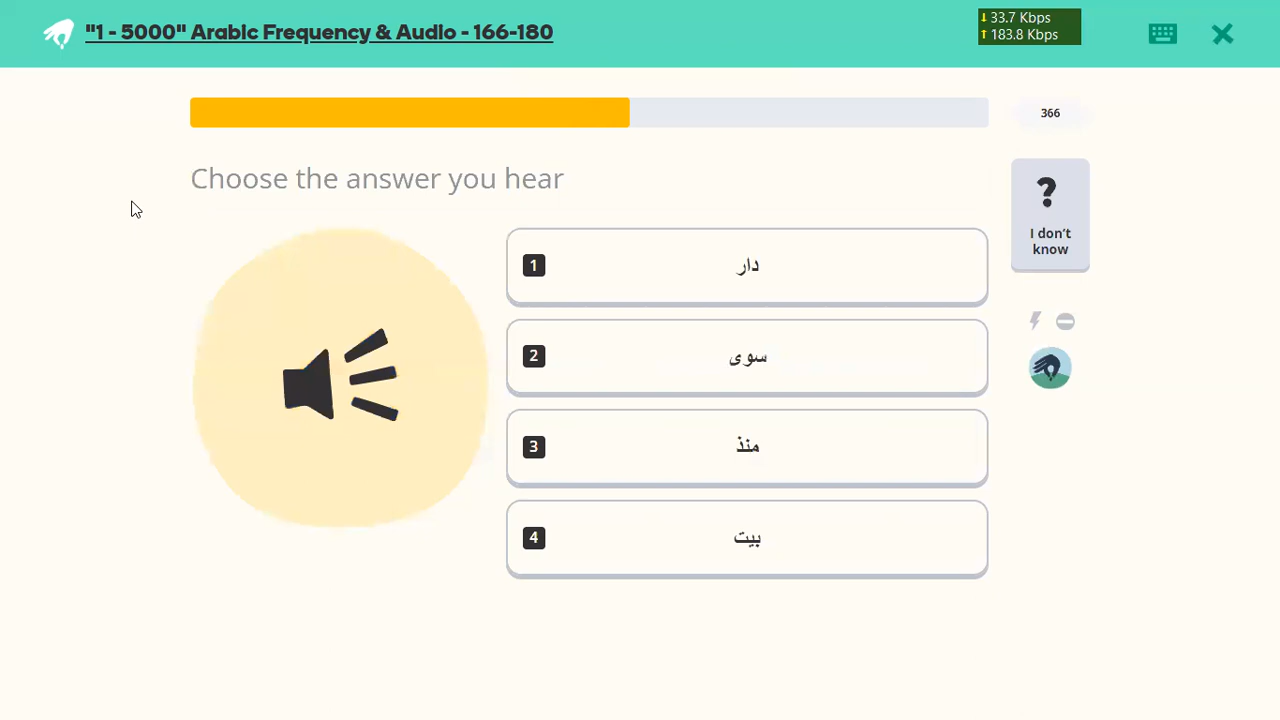 "1 - 5000" Arabic Frequency & Audio - 166-180
↓ 33.7 Kbps
↑ 183.8 Kbps
366
Choose the answer you hear
?
I don't
know
1 دار
2 سوى
3 منذ
4 بيت